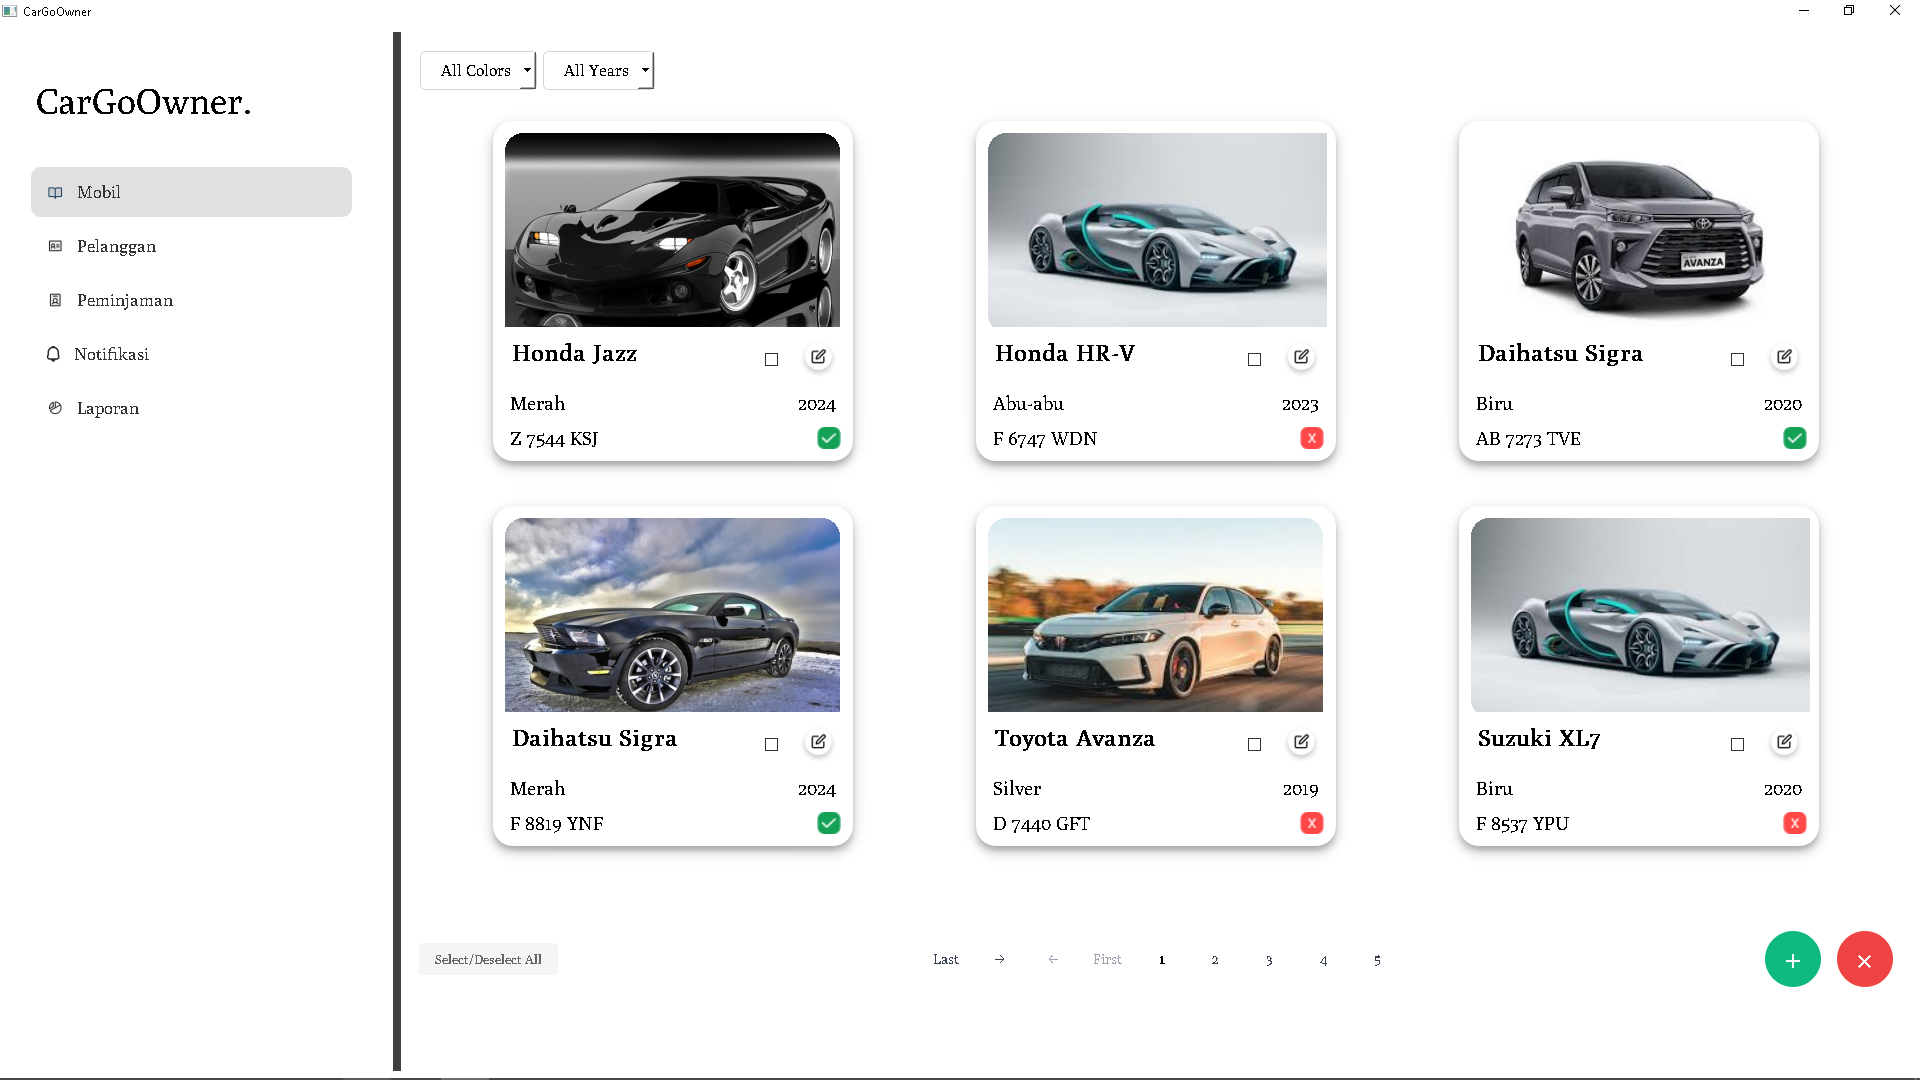 CarGoOwner
CarGoOwner.
Mobil
Pelanggan
Peminjaman
Notifikasi
Laporan
All Colors
All Years
Honda Jazz
Merah
2024
Z 7544 KSJ
Honda HR-V
Abu-abu
2023
F 6747 WDN
X
AVANZA
Daihatsu Sigra
Biru
2020
AB 7273 TVE
Daihatsu Sigra
Merah
2024
F 8819 YNF
Toyota Avanza
Silver
2019
D 7440 GFT
X
Suzuki XL7
Biru
2020
F 8537 YPU
X
Select/Deselect All
Last → ← First 1 2 3 4 5
+ ×